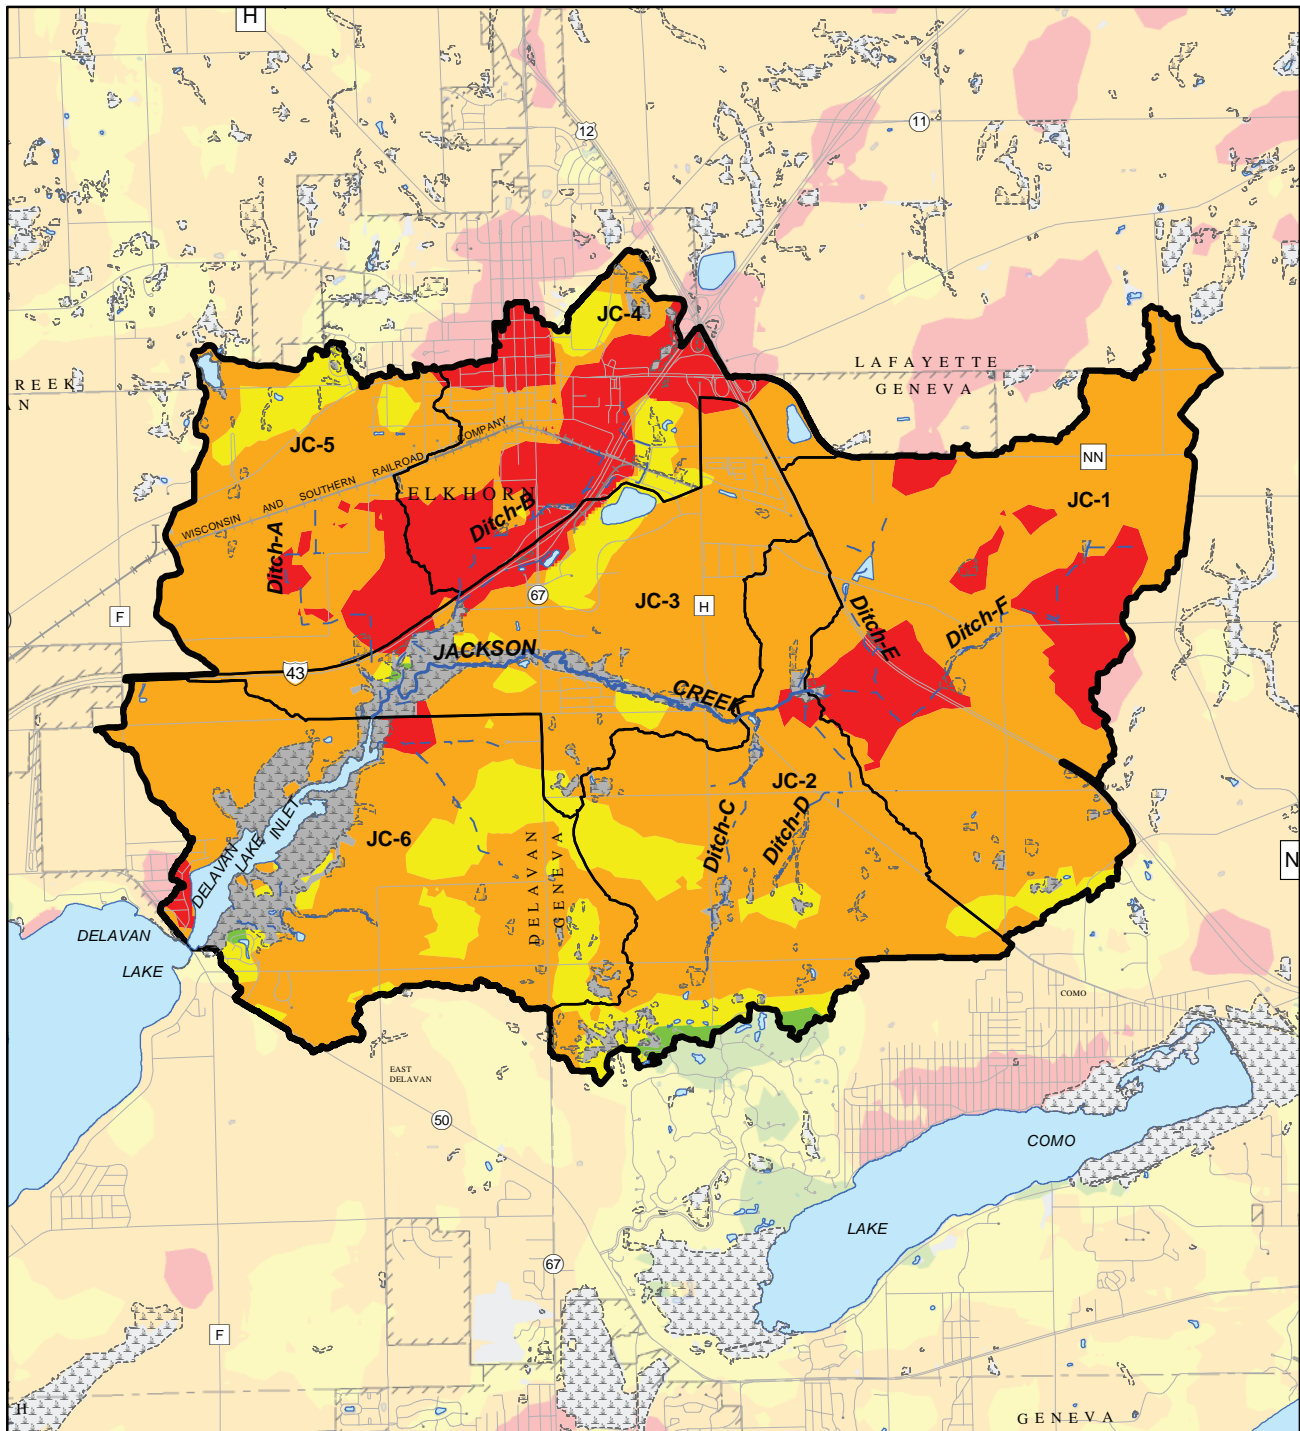 H
12
11
JC-4
LAFAYETTE
GENEVA
REEK
AN
JC-5
COMPANY
WISCONSIN AND SOUTHERN RAILROAD
NN
ELKHORN
JC-1
Ditch-B
Ditch-A
67
JC-3
H
F
Ditch-E
Ditch-F
JACKSON
43
CREEK
JC-2
DELAVAN
LAKE INLET
JC-6
Ditch-C
Ditch-D
DELAVAN
GENEVA
N
DELAVAN
LAKE
COMO
EAST
DELAVAN
50
COMO
LAKE
67
F
H
GENEVA